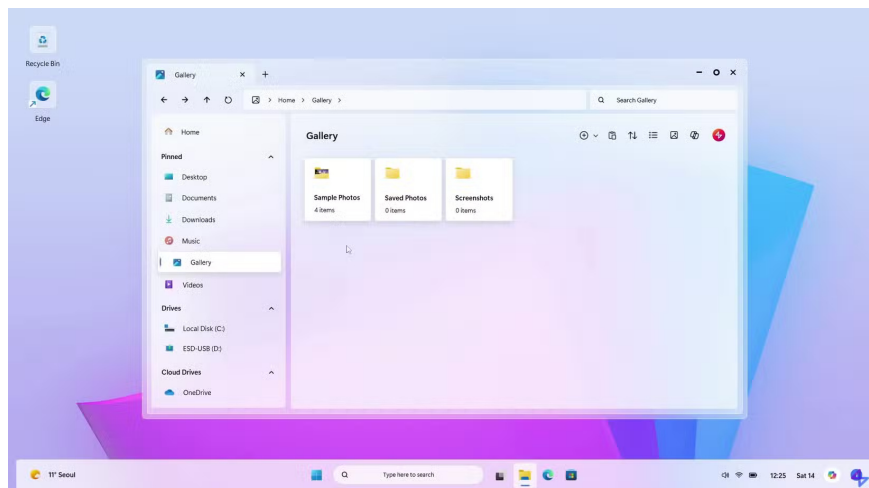 Recycle Bin
Edge
Gallery
Home > Gallery >
Search Gallery
Home
Pinned
Desktop
Documents
Downloads
Music
Gallery
Videos
Drives
Local Disk (C:)
ESD-USB (D:)
Cloud Drives
OneDrive
Gallery
Sample Photos
4 items
Saved Photos
0 items
Screenshots
0 items
11° Seoul
Type here to search
12:25 Sat 14